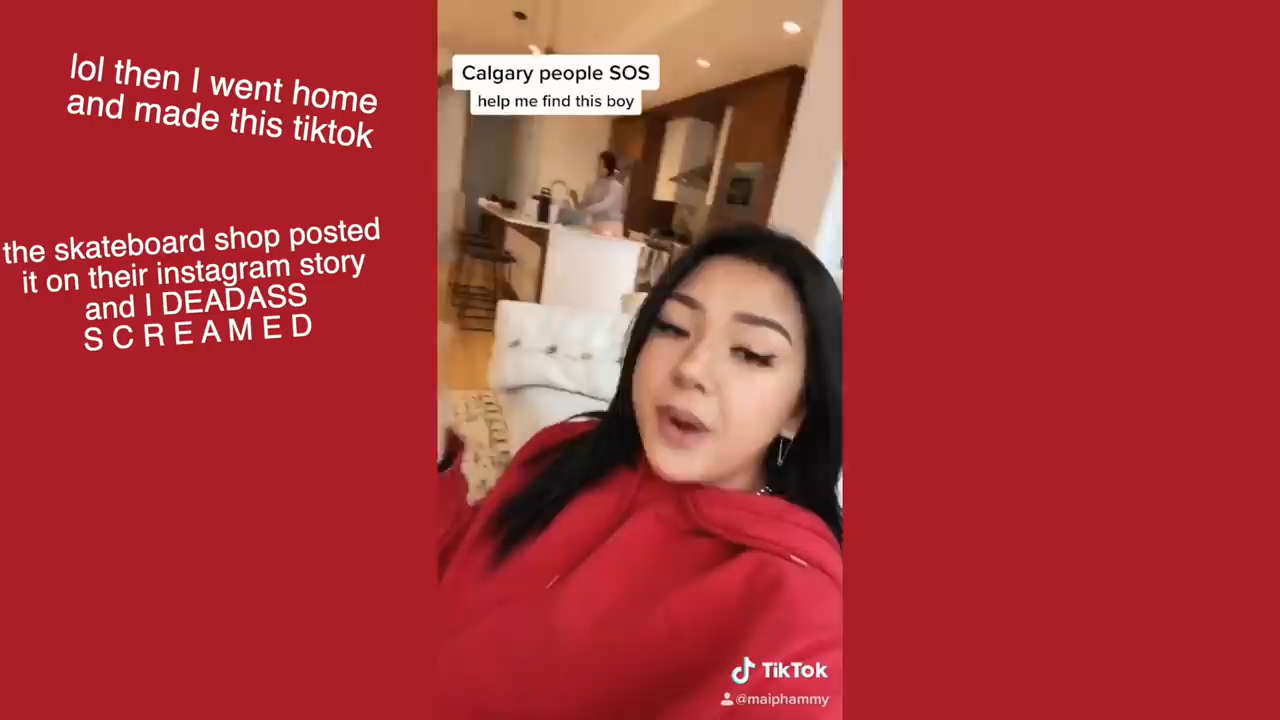 lol then I went home
and made this tiktok
the skateboard shop posted
it on their instagram story
and I DEADASS
S C R E A M E D
Calgary people SOS
help me find this boy
TikTok
@maiphammy